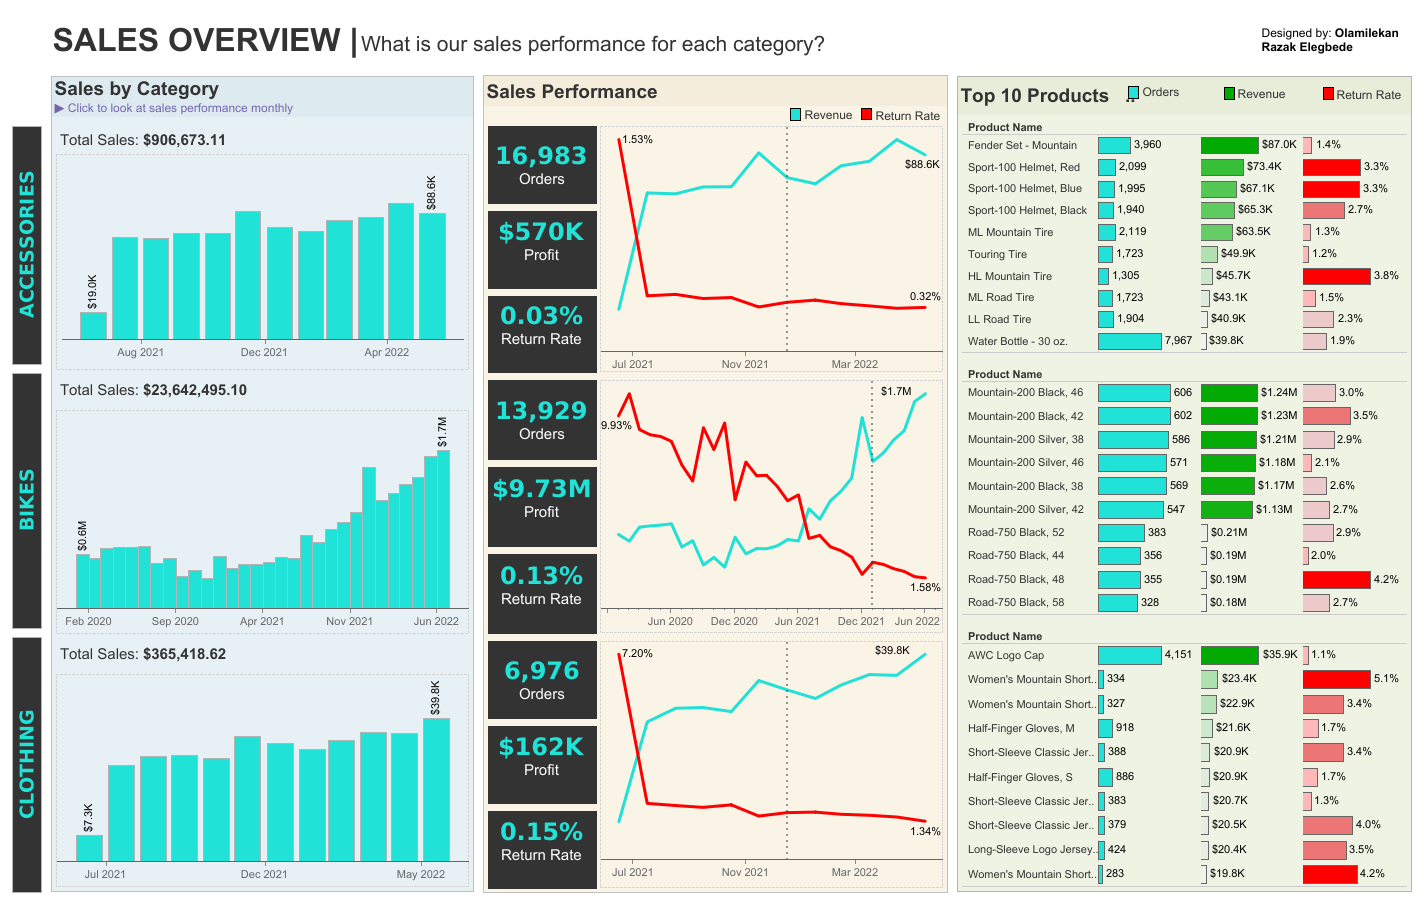 SALES OVERVIEW | What is our sales performance for each category?
Designed by: Olamilekan
Razak Elegbede
Sales by Category
▶ Click to look at sales performance monthly
ACCESSORIES
Total Sales: $906,673.11
$19.0K
$88.6K
Aug 2021 Dec 2021 Apr 2022
BIKES
Total Sales: $23,642,495.10
$0.6M
$1.7M
Feb 2020 Sep 2020 Apr 2021 Nov 2021 Jun 2022
CLOTHING
Total Sales: $365,418.62
$7.3K
$39.8K
Jul 2021 Dec 2021 May 2022
Sales Performance
Revenue Return Rate
16,983
Orders
$570K
Profit
0.03%
Return Rate
1.53%
$88.6K
0.32%
Jul 2021 Nov 2021 Mar 2022
13,929
Orders
$9.73M
Profit
0.13%
Return Rate
$1.7M
9.93%
1.58%
Jun 2020 Dec 2020 Jun 2021 Dec 2021 Jun 2022
6,976
Orders
$162K
Profit
0.15%
Return Rate
7.20%
$39.8K
1.34%
Jul 2021 Nov 2021 Mar 2022
Top 10 Products
Orders Revenue Return Rate
Product Name
Fender Set - Mountain 3,960 $87.0K 1.4%
Sport-100 Helmet, Red 2,099 $73.4K 3.3%
Sport-100 Helmet, Blue 1,995 $67.1K 3.3%
Sport-100 Helmet, Black 1,940 $65.3K 2.7%
ML Mountain Tire 2,119 $63.5K 1.3%
Touring Tire 1,723 $49.9K 1.2%
HL Mountain Tire 1,305 $45.7K 3.8%
ML Road Tire 1,723 $43.1K 1.5%
LL Road Tire 1,904 $40.9K 2.3%
Water Bottle - 30 oz. 7,967 $39.8K 1.9%
Product Name
Mountain-200 Black, 46 606 $1.24M 3.0%
Mountain-200 Black, 42 602 $1.23M 3.5%
Mountain-200 Silver, 38 586 $1.21M 2.9%
Mountain-200 Silver, 46 571 $1.18M 2.1%
Mountain-200 Black, 38 569 $1.17M 2.6%
Mountain-200 Silver, 42 547 $1.13M 2.7%
Road-750 Black, 52 383 $0.21M 2.9%
Road-750 Black, 44 356 $0.19M 2.0%
Road-750 Black, 48 355 $0.19M 4.2%
Road-750 Black, 58 328 $0.18M 2.7%
Product Name
AWC Logo Cap 4,151 $35.9K 1.1%
Women's Mountain Short.. 334 $23.4K 5.1%
Women's Mountain Short.. 327 $22.9K 3.4%
Half-Finger Gloves, M 918 $21.6K 1.7%
Short-Sleeve Classic Jer.. 388 $20.9K 3.4%
Half-Finger Gloves, S 886 $20.9K 1.7%
Short-Sleeve Classic Jer.. 383 $20.7K 1.3%
Short-Sleeve Classic Jer.. 379 $20.5K 4.0%
Long-Sleeve Logo Jersey.. 424 $20.4K 3.5%
Women's Mountain Short.. 283 $19.8K 4.2%